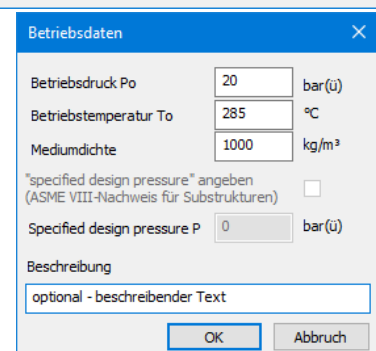 Betriebsdaten
Betriebsdruck Po 20 bar(ü)
Betriebstemperatur To 285 °C
Mediumdichte 1000 kg/m³
"specified design pressure" angeben
(ASME VIII-Nachweis für Substrukturen)
Specified design pressure P 0 bar(ü)
Beschreibung
optional - beschreibender Text
OK Abbruch